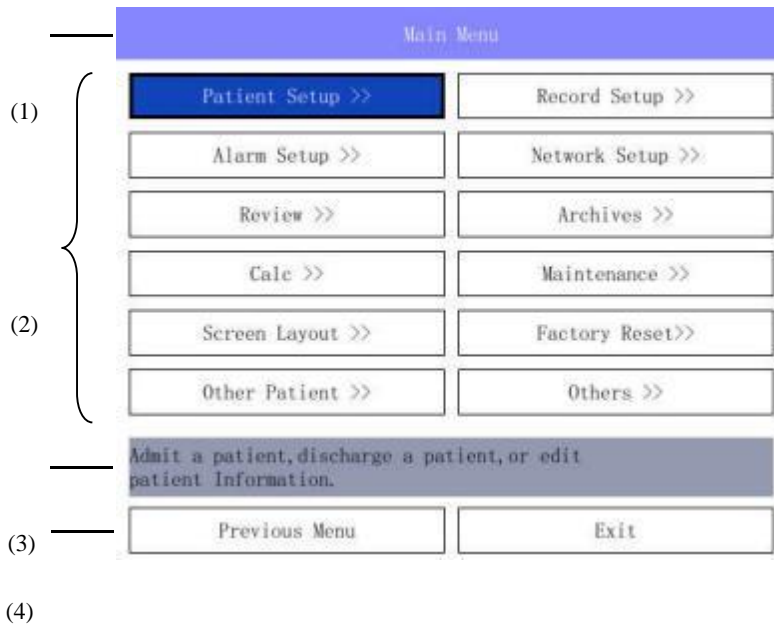 Main Menu
(1)
Patient Setup >> Record Setup >>
Alarm Setup >> Network Setup >>
Review >> Archives >>
Calc >> Maintenance >>
(2)
Screen Layout >> Factory Reset>>
Other Patient >> Others >>
Admit a patient,discharge a patient,or edit
patient Information.
(3)
Previous Menu Exit
(4)